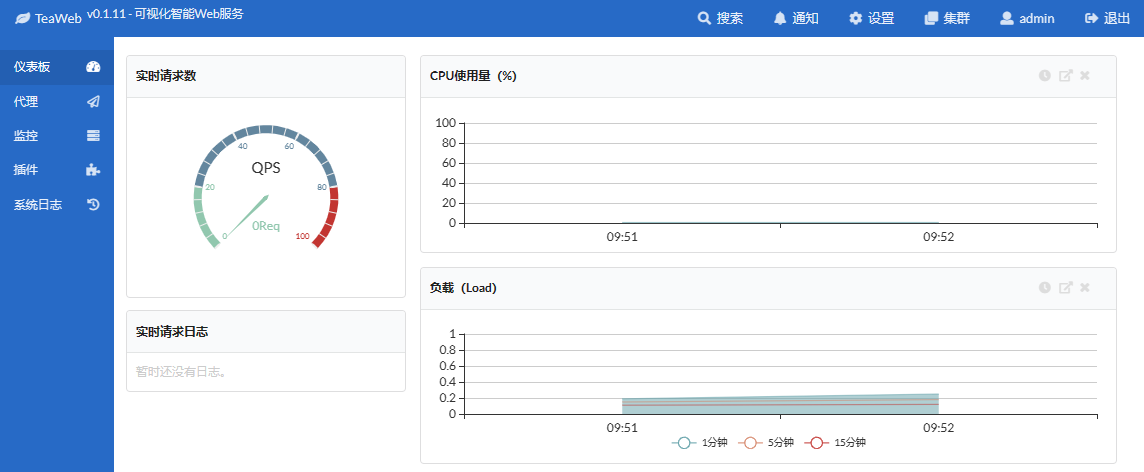 TeaWeb v0.1.11 - 可视化智能Web服务 搜索 通知 设置 集群 admin 退出
仪表板
代理
监控
插件
系统日志
实时请求数
QPS
0 20 40 60 80 100
0Req
实时请求日志
暂时还没有日志。
CPU使用量（%）
100
80
60
40
20
0
09:51 09:52
负载（Load）
1
0.8
0.6
0.4
0.2
0
09:51 09:52
1分钟 5分钟 15分钟